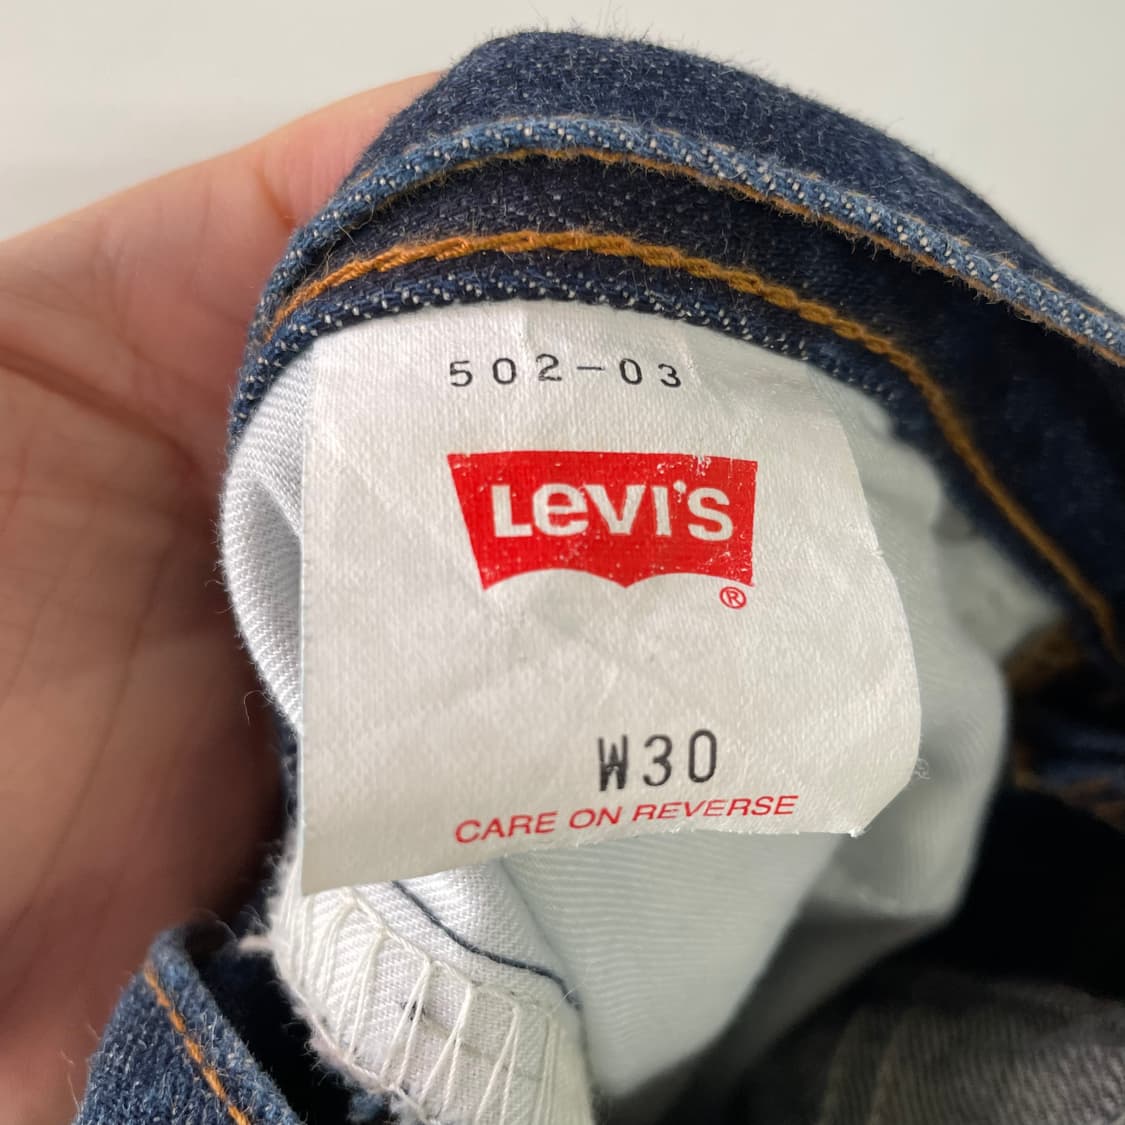 502-03
LeVI'S
®
W30
CARE ON REVERSE